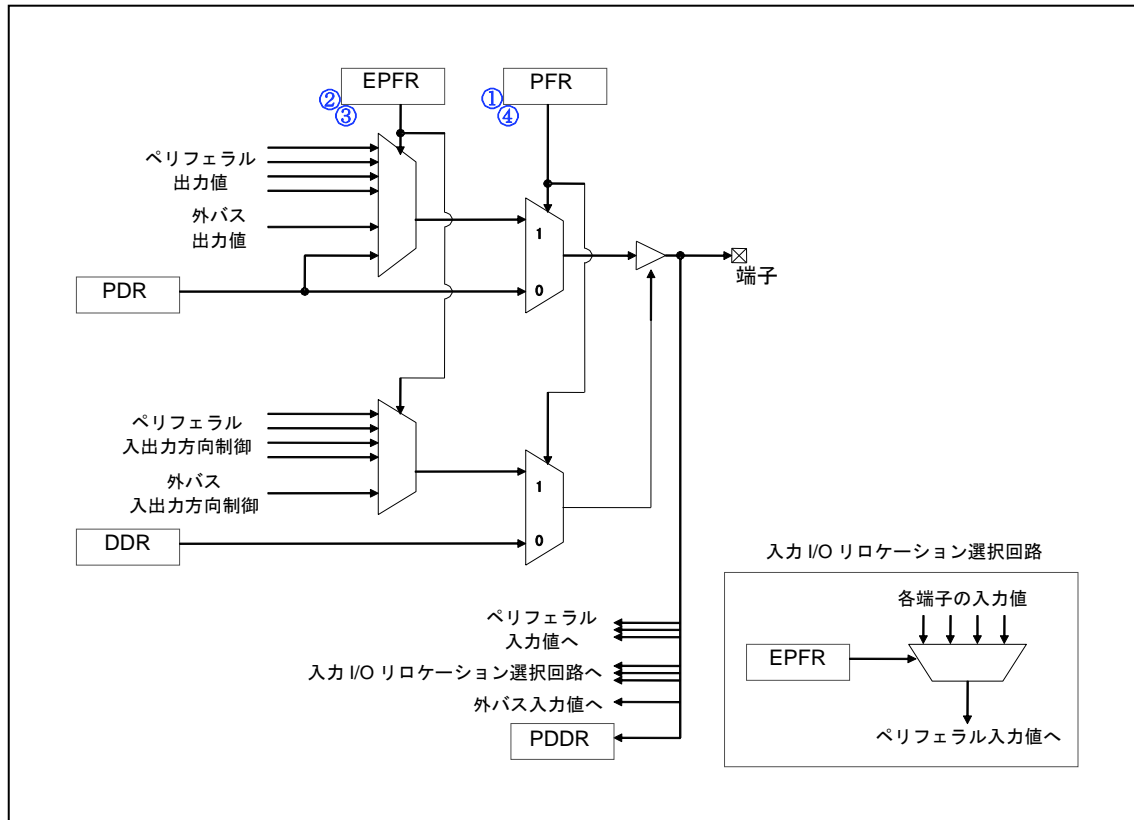 EPFR
PFR
②
③
①
④
ペリフェラル
出力値
外バス
出力値
1
0
PDR
端子
ペリフェラル
入出力方向制御
外バス
入出力方向制御
1
0
DDR
入力 I/O リロケーション選択回路
各端子の入力値
EPFR
ペリフェラル入力値へ
ペリフェラル
入力値へ
入力 I/O リロケーション選択回路へ
外バス入力値へ
PDDR